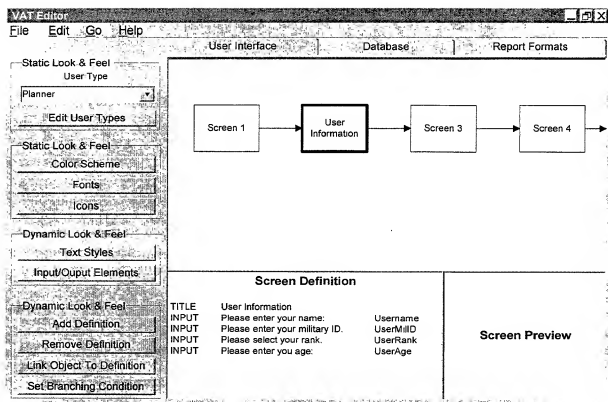 VAT Editor
File Edit Go Help
User Interface Database Report Formats
Static Look & Feel
User Type
Planner
Edit User Types
Static Look & Feel
Color Scheme
Fonts
Icons
Dynamic Look & Feel
Text Styles
Input/Ouput Elements
Dynamic Look & Feel
Add Definition
Remove Definition
Link Object To Definition
Set Branching Condition
Screen 1
User
Information
Screen 3
Screen 4
Screen Definition
TITLE User Information
INPUT Please enter your name: Username
INPUT Please enter your military ID. UserMilID
INPUT Please select your rank. UserRank
INPUT Please enter you age: UserAge
Screen Preview